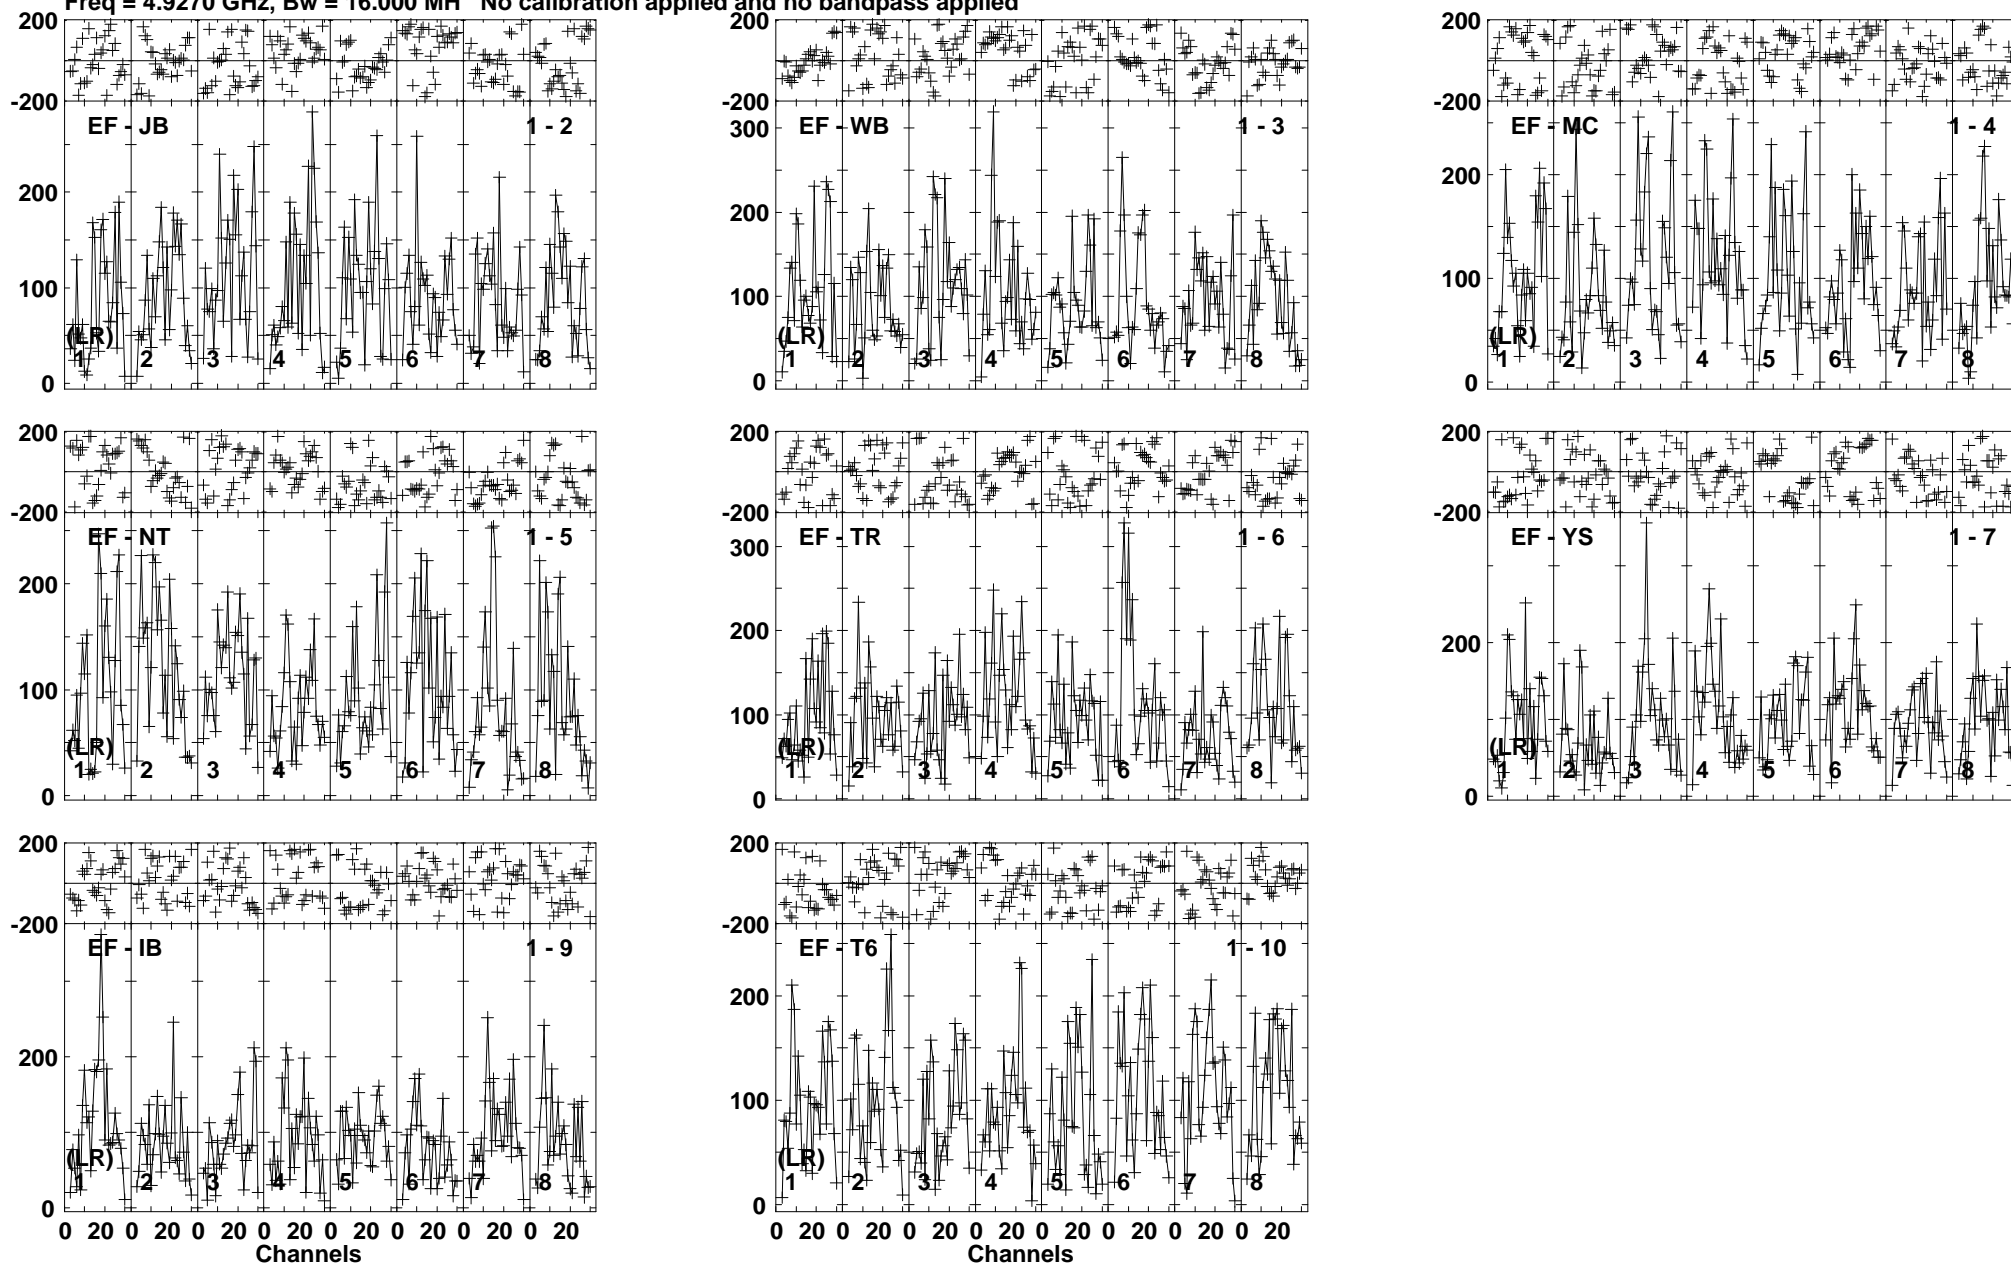 Freq = 4.9270 GHz, Bw = 16.000 MH No calibration applied and no bandpass applied
200 200 200
-200 -200 -200
EF - JB 1 - 2 EF - WB 1 - 3 EF - MC 1 - 4
200 300 200
100 200 100
0 100 0
0
(LR) (LR) (LR)
1 2 3 4 5 6 7 8 1 2 3 4 5 6 7 8 1 2 3 4 5 6 7 8
200 200 200
-200 -200 -200
EF - NT 1 - 5 EF - TR 1 - 6 EF - YS 1 - 7
200 300 200
100 200 0
0 100
0
(LR) (LR) (LR)
1 2 3 4 5 6 7 8 1 2 3 4 5 6 7 8 1 2 3 4 5 6 7 8
200 200
-200 -200
EF - IB 1 - 9 EF - T6 1 - 10
200 200
0 100
0
(LR) (LR)
1 2 3 4 5 6 7 8 1 2 3 4 5 6 7 8
0 20 0 20 0 20 0 20 0 20 0 20 0 20 0 20 0 20 0 20 0 20 0 20 0 20 0 20 0 20 0 20
Channels Channels